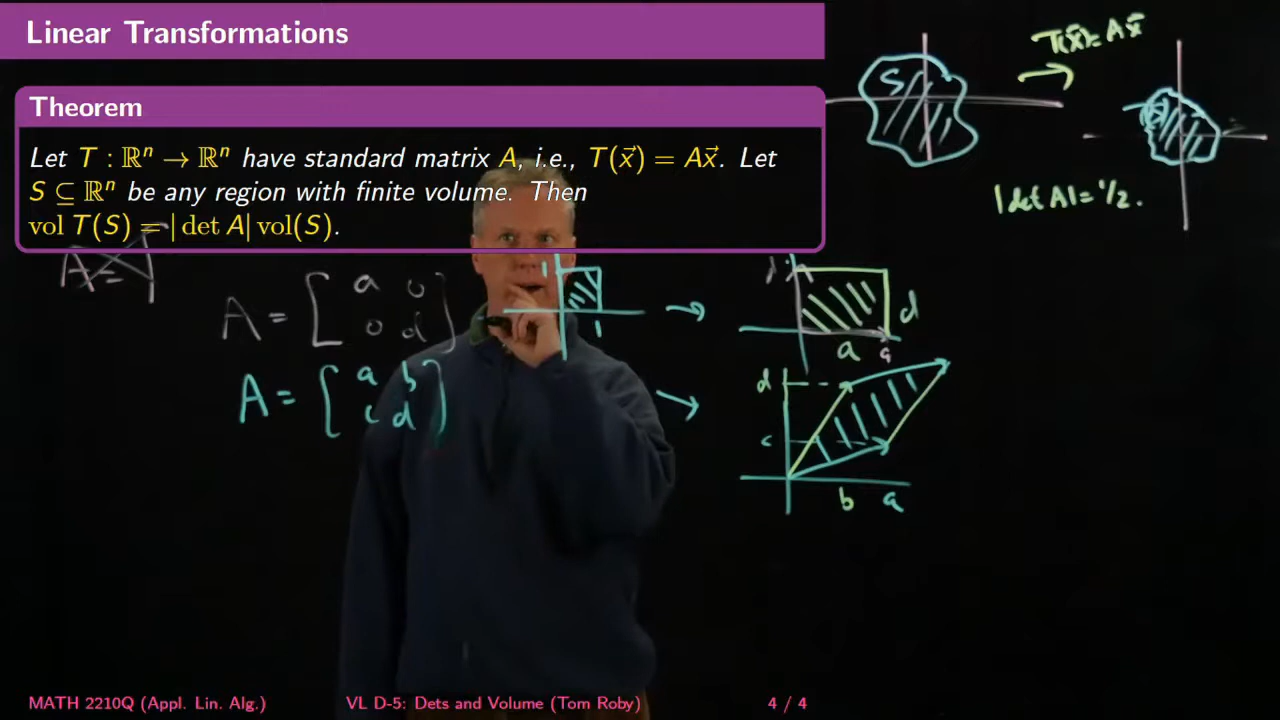 Linear Transformations
Theorem
Let T : ℝⁿ → ℝⁿ have standard matrix A, i.e., T(x⃗) = Ax⃗. Let
S ⊆ ℝⁿ be any region with finite volume. Then
vol T(S) = | det A| vol(S).
S
T(x⃗)= Ax⃗
|det A| = 1/2.
A = [ a 0
0 d ]
1
1
d
a
a
A = [ a b
c d ]
d
c
b
a
MATH 2210Q (Appl. Lin. Alg.)
VL D-5: Dets and Volume (Tom Roby)
4 / 4